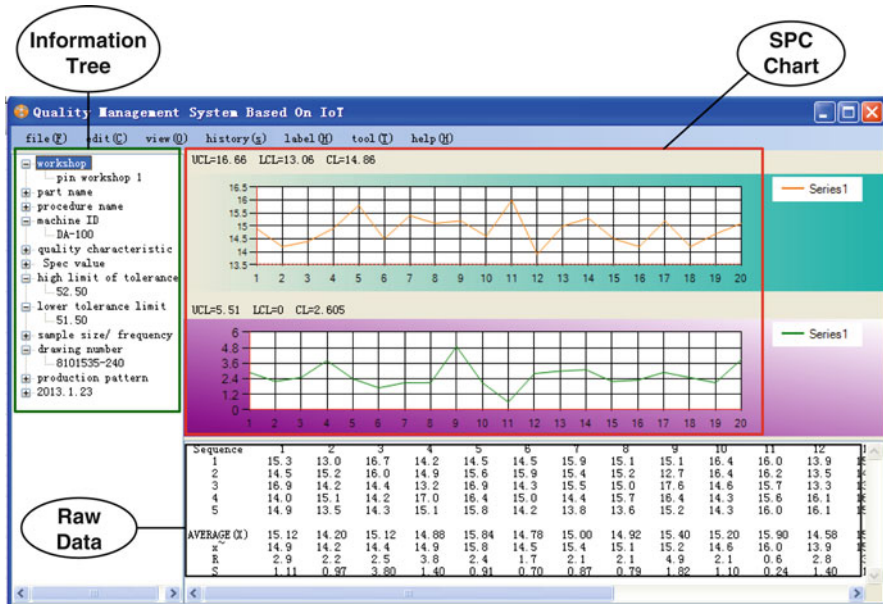 Information
Tree
SPC
Chart
Quality Management System Based On IoT
file(F) edit(C) view(O) history(s) label(H) tool(T) help(H)
workshop
pin workshop 1
part name
procedure name
machine ID
DA-100
quality characteristic
Spec value
high limit of tolerance
52.50
lower tolerance limit
51.50
sample size/ frequency
drawing number
8101535-240
production pattern
2013.1.23
UCL=16.66 LCL=13.06 CL=14.86
16.5
16
15.5
15
14.5
14
13.5
1 2 3 4 5 6 7 8 9 10 11 12 13 14 15 16 17 18 19 20
Series1
UCL=5.51 LCL=0 CL=2.605
6
4.8
3.6
2.4
1.2
0
1 2 3 4 5 6 7 8 9 10 11 12 13 14 15 16 17 18 19 20
Series1
Raw
Data
Sequence 1 2 3 4 5 6 7 8 9 10 11 12
1 15.3 13.0 16.7 14.2 14.5 14.5 15.9 15.1 15.1 16.4 16.0 13.9
2 14.5 15.2 16.0 14.9 15.6 15.9 15.4 15.2 12.7 16.4 16.2 13.5
3 16.9 14.2 14.4 13.2 16.9 14.3 15.5 15.0 17.6 14.6 15.7 13.3
4 14.0 15.1 14.2 17.0 16.4 15.0 14.4 15.7 16.4 14.3 15.6 16.1
5 14.9 13.5 14.3 15.1 15.8 14.2 13.8 13.6 15.2 14.3 16.0 16.1
AVERAGE(X) 15.12 14.20 15.12 14.88 15.84 14.78 15.00 14.92 15.40 15.20 15.90 14.58
x~ 14.9 14.2 14.4 14.9 15.8 14.5 15.4 15.1 15.2 14.6 16.0 13.9
R 2.9 2.2 2.5 3.8 2.4 1.7 2.1 2.1 4.9 2.1 0.6 2.8
S 1.11 0.97 3.80 1.40 0.91 0.70 0.87 0.79 1.82 1.10 0.24 1.40